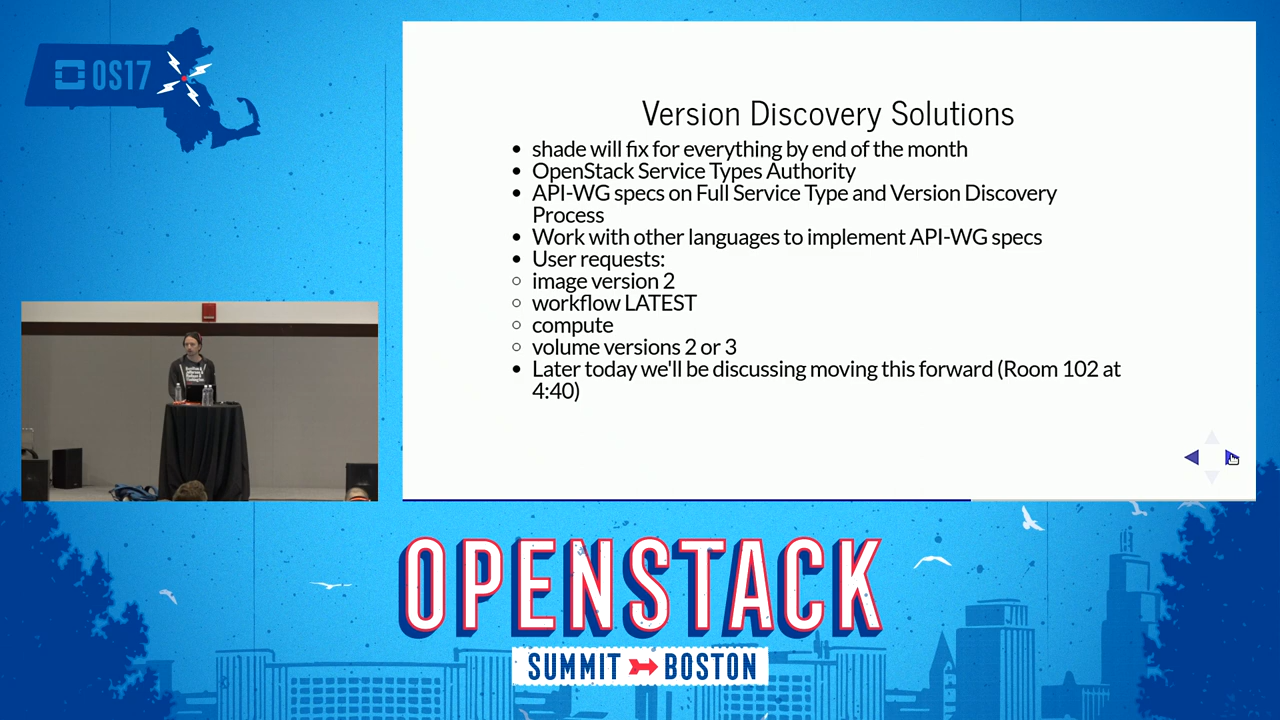 OS17
Version Discovery Solutions
shade will fix for everything by end of the month
OpenStack Service Types Authority
API-WG specs on Full Service Type and Version Discovery
Process
Work with other languages to implement API-WG specs
User requests:
image version 2
workflow LATEST
compute
volume versions 2 or 3
Later today we'll be discussing moving this forward (Room 102 at
4:40)
OPENSTACK
SUMMIT BOSTON